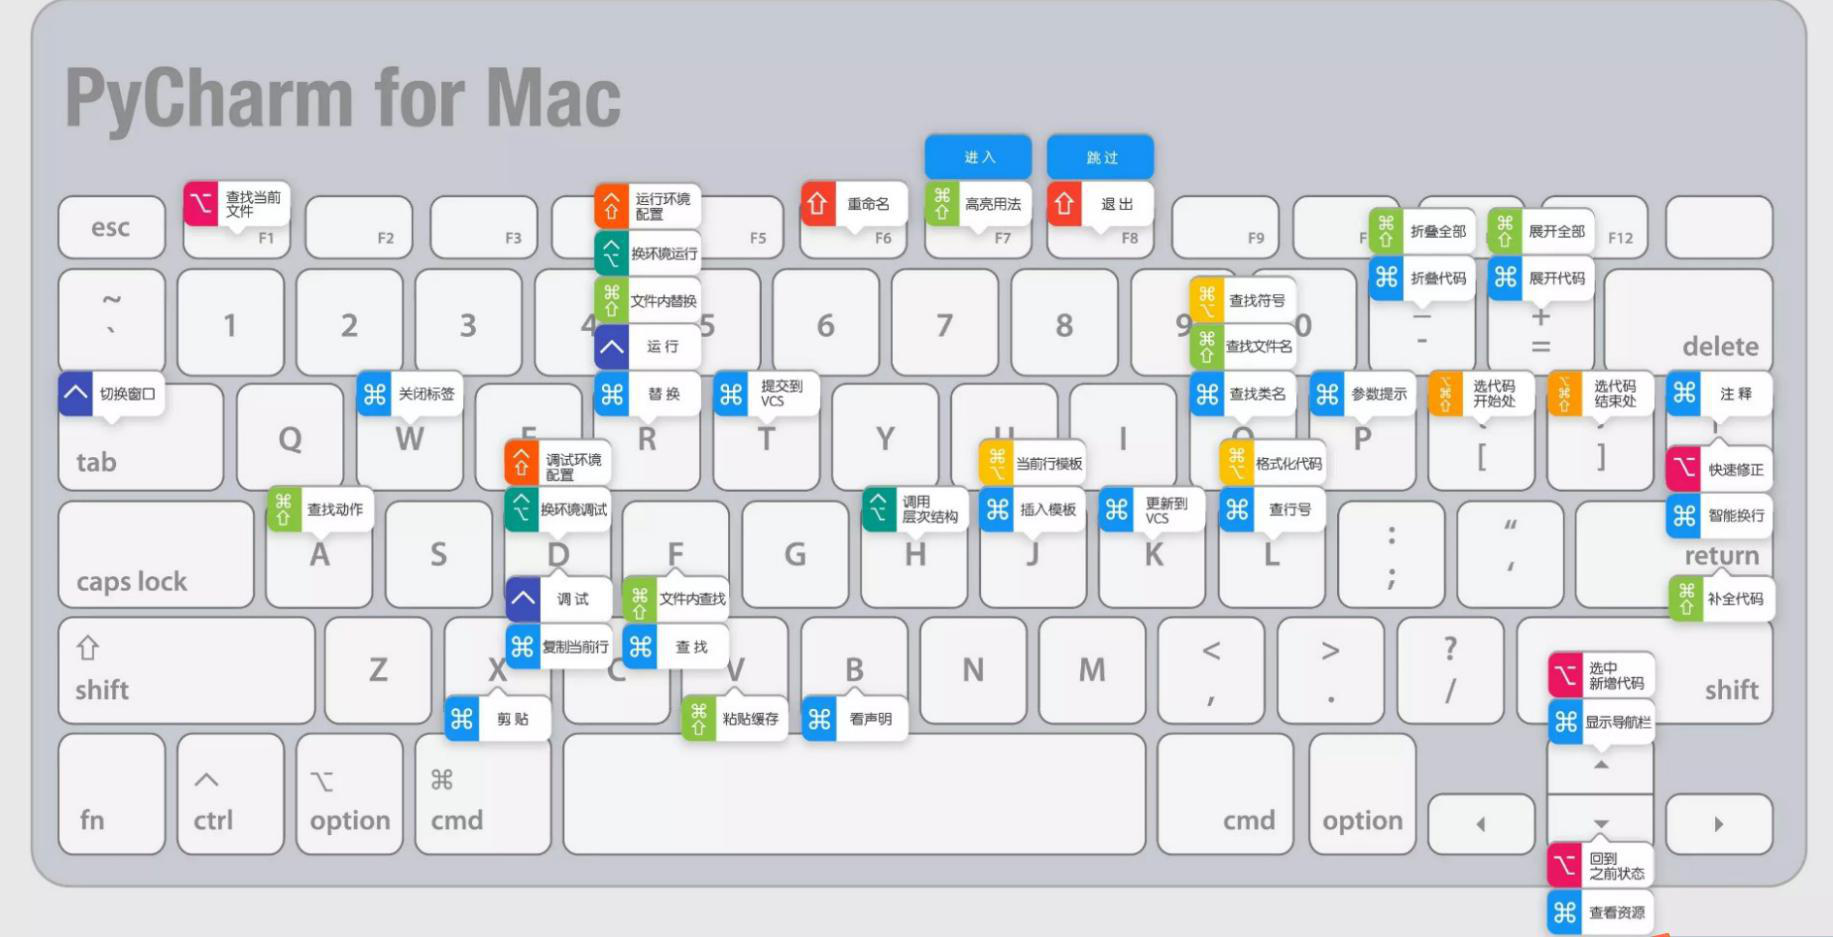 PyCharm for Mac
进入
跳过
esc
⌥ 查找当前
文件
F1
F2
F3
⌃⇧ 运行环境
配置
F5
⇧ 重命名
F6
⌘⇧ 高亮用法
F7
⇧ 退出
F8
F9
F
⌘⇧ 折叠全部
⌘⇧ 展开全部
F12
⌃⌥ 换环境运行
⌘ 折叠代码
⌘ 展开代码
~
`
1
2
3
4
⌘⇧ 文件内替换
5
6
7
8
9
⌘⌥ 查找符号
0
—
-
+
=
delete
⌃ 运行
⌘⇧ 查找文件名
⌃ 切换窗口
⌘ 关闭标签
⌘ 替换
⌘ 提交到
VCS
⌘ 查找类名
⌘ 参数提示
⌥⌘⇧ 选代码
开始处
⌥⌘⇧ 选代码
结束处
⌘ 注释
tab
Q
W
R
T
Y
U
I
O
P
[
]
⌃⇧ 调试环境
配置
⌘⌥ 当前行模板
⌘⌥ 格式化代码
⌥ 快速修正
⌘⇧ 查找动作
⌃⌥ 换环境调试
⌃⌥ 调用
层次结构
⌘ 插入模板
⌘ 更新到
VCS
⌘ 查行号
⌘ 智能换行
caps lock
A
S
D
F
G
H
J
K
L
:
;
“
‘
return
⌃ 调试
⌘⇧ 文件内查找
⌘⇧ 补全代码
⌘ 复制当前行
⌘ 查找
⇧
shift
Z
X
C
V
B
N
M
<
,
>
.
?
/
⌥ 选中
新增代码
shift
⌘ 剪贴
⌘⇧ 粘贴缓存
⌘ 看声明
⌘ 显示导航栏
fn
⌃
ctrl
⌥
option
⌘
cmd
cmd
option
⌥ 回到
之前状态
⌘ 查看资源